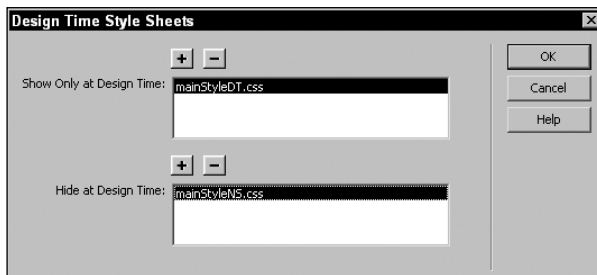 Design Time Style Sheets
+ −
OK
Show Only at Design Time: mainStyleDT.css
Cancel
Help
+ −
Hide at Design Time: mainStyleNS.css